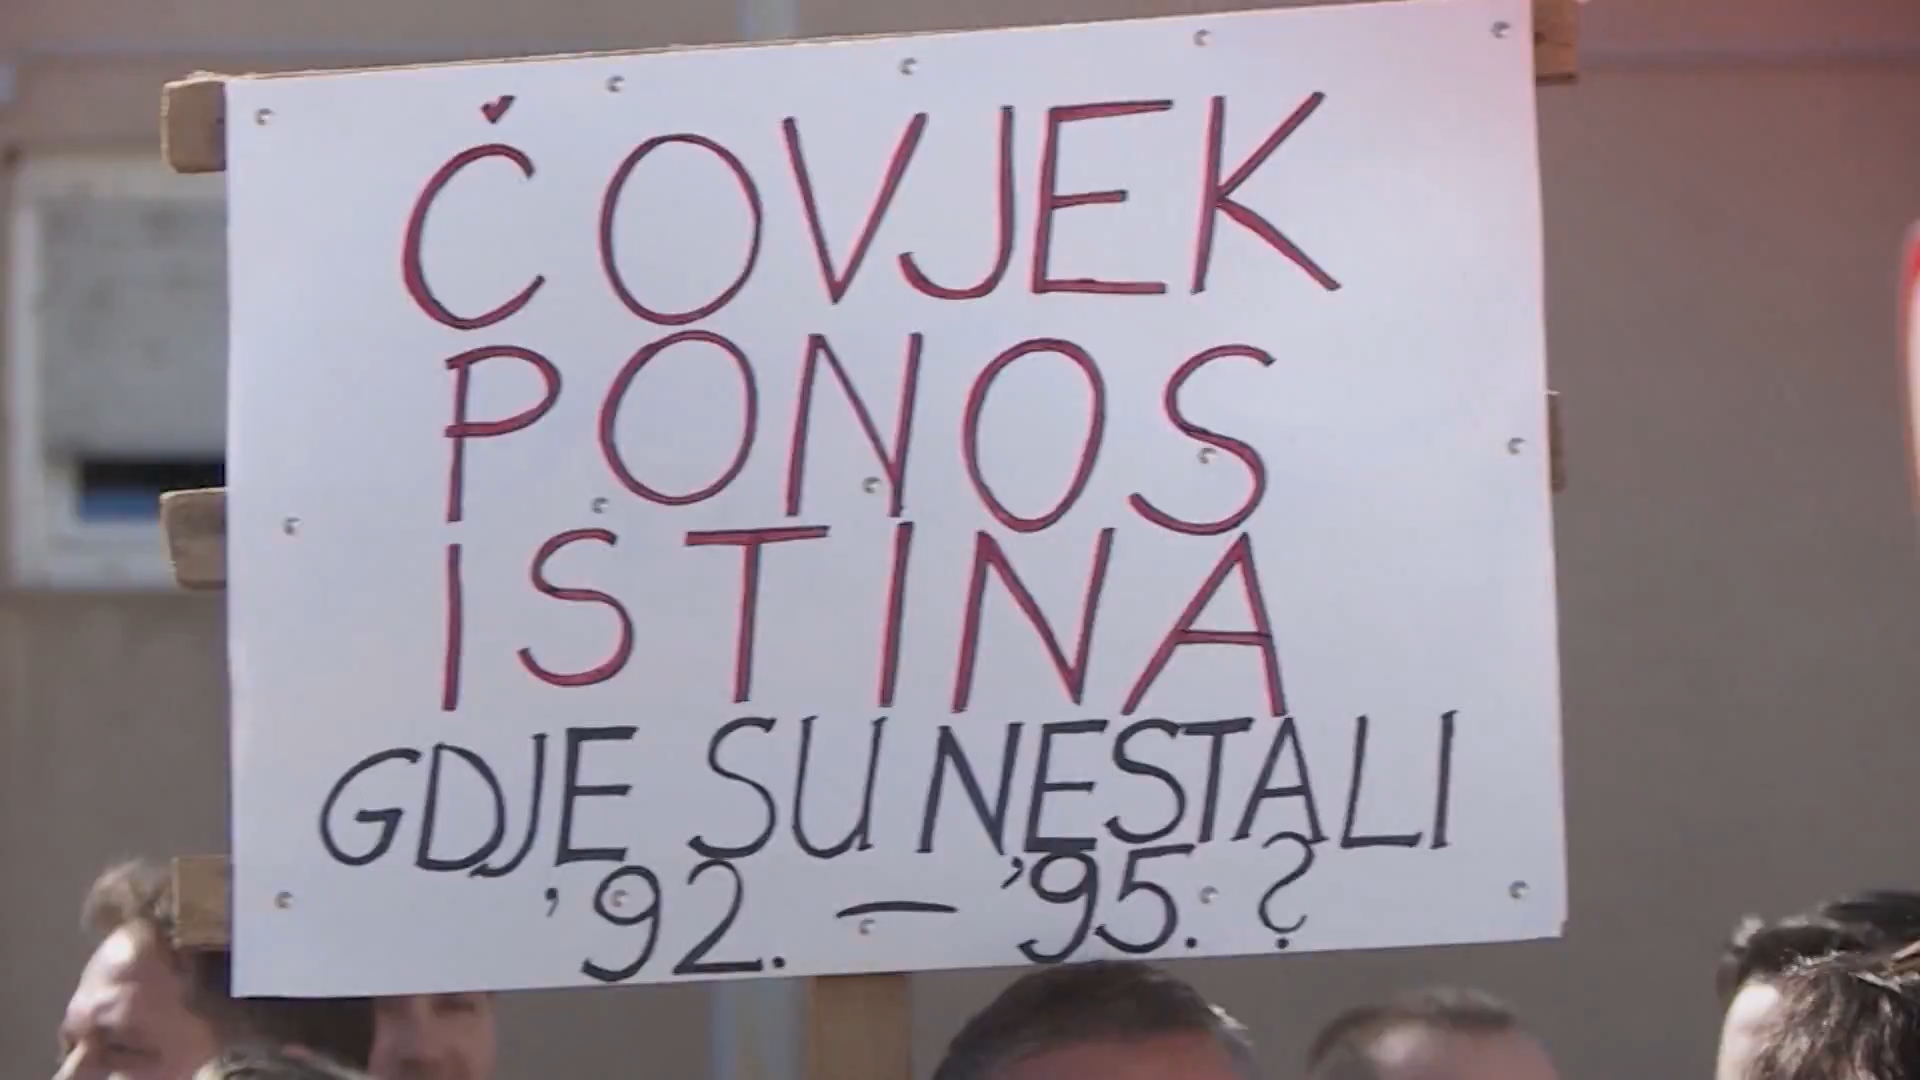 ČOVJEK
PONOS
ISTINA
GDJE SU NESTALI
'92. — '95. ?